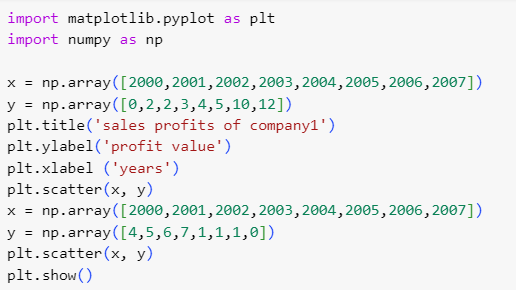 import matplotlib.pyplot as plt
import numpy as np
x = np.array([2000,2001,2002,2003,2004,2005,2006,2007])
y = np.array([0,2,2,3,4,5,10,12])
plt.title('sales profits of company1')
plt.ylabel('profit value')
plt.xlabel ('years')
plt.scatter(x, y)
x = np.array([2000,2001,2002,2003,2004,2005,2006,2007])
y = np.array([4,5,6,7,1,1,1,0])
plt.scatter(x, y)
plt.show()